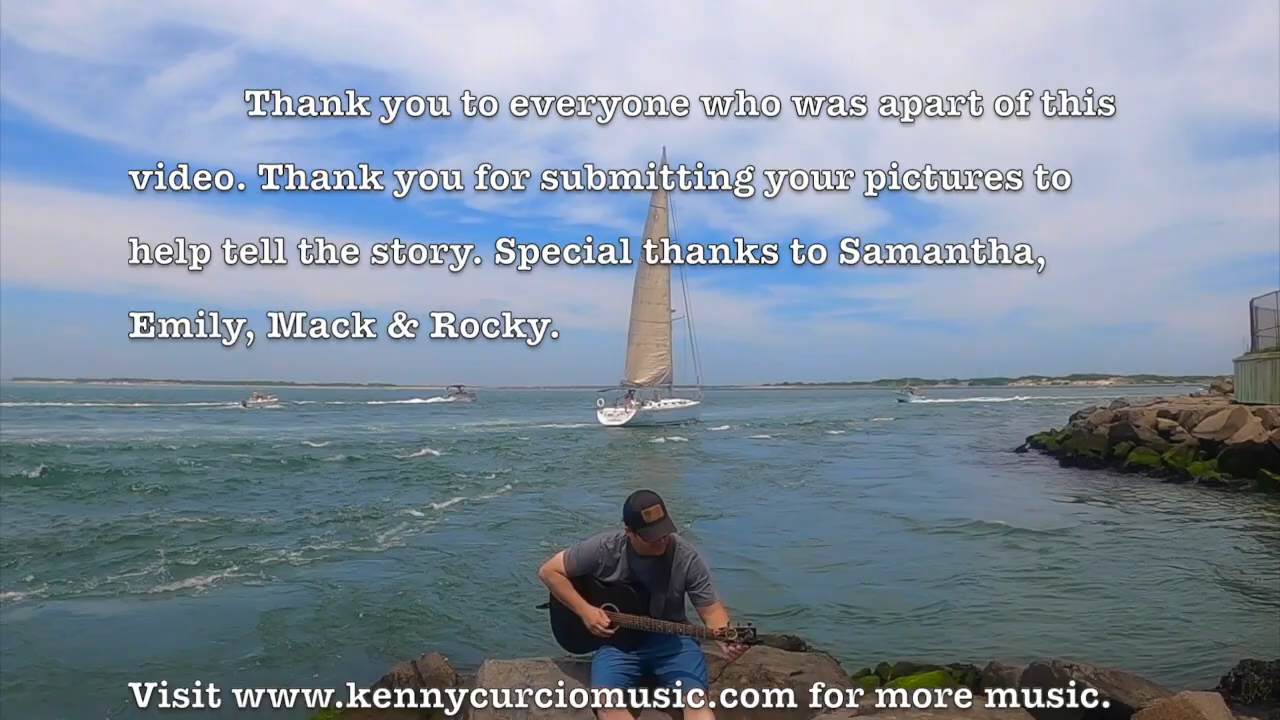 Thank you to everyone who was apart of this
video. Thank you for submitting your pictures to
help tell the story. Special thanks to Samantha,
Emily, Mack & Rocky.
Visit www.kennycurciomusic.com for more music.